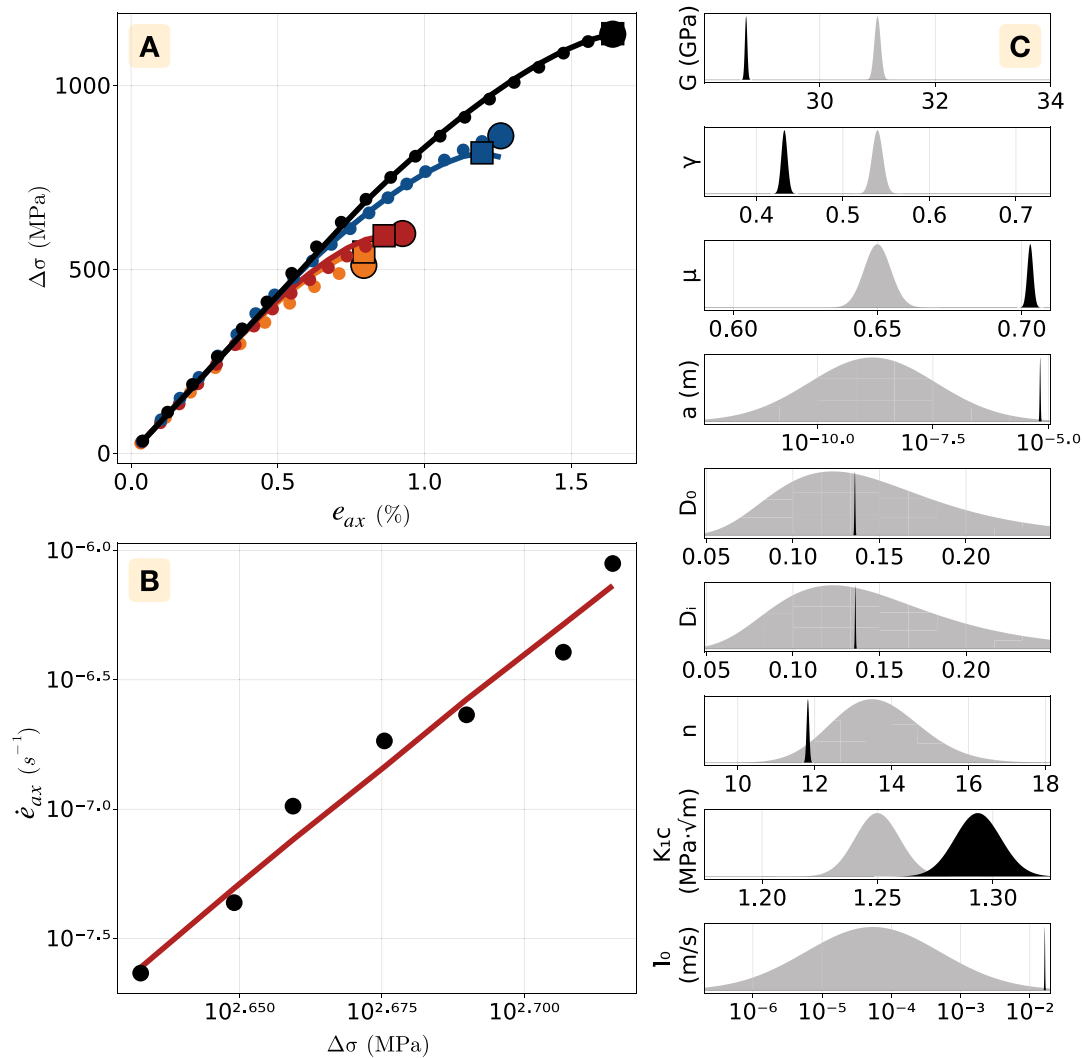 A
1000
500
0
Δσ (MPa)
0.0 0.5 1.0 1.5
e_ax (%)
B
10^−6.0
10^−6.5
10^−7.0
10^−7.5
ė_ax (s^−1)
10^2.650 10^2.675 10^2.700
Δσ (MPa)
C
G (GPa)
30 32 34
γ
0.4 0.5 0.6 0.7
μ
0.60 0.65 0.70
a (m)
10^−10.0 10^−7.5 10^−5.0
D₀
0.05 0.10 0.15 0.20
Dᵢ
0.05 0.10 0.15 0.20
n
10 12 14 16 18
K₁c
(MPa·√m)
1.20 1.25 1.30
l₀
(m/s)
10^−6 10^−5 10^−4 10^−3 10^−2